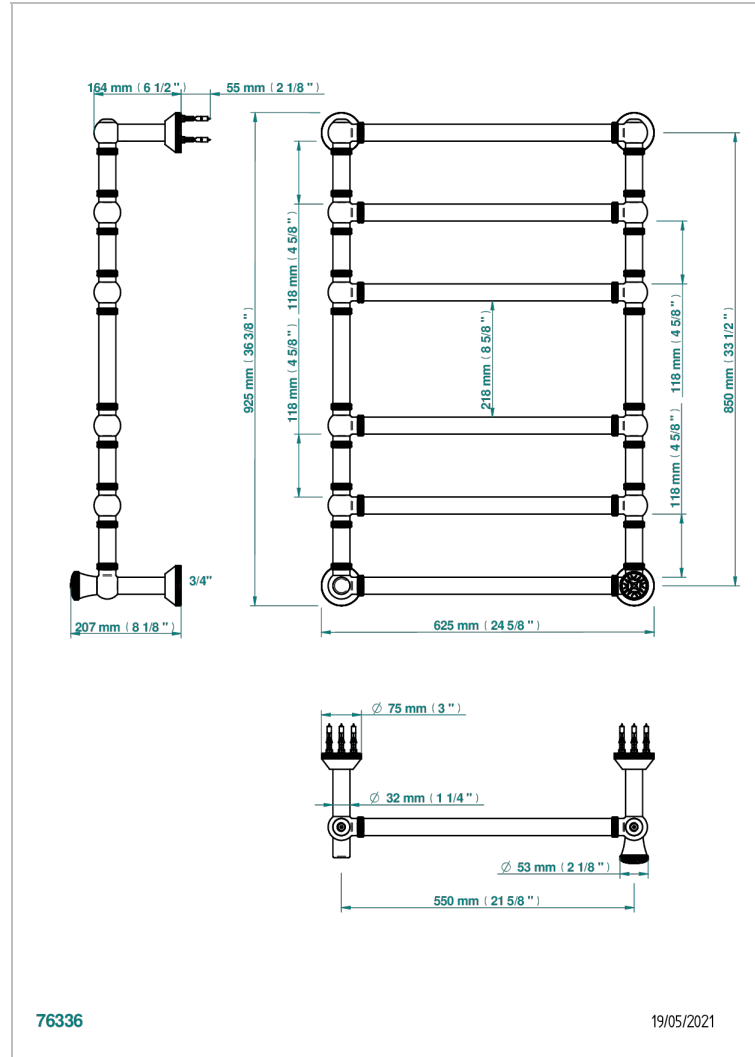 164 mm ( 6 1/2 " )
55 mm ( 2 1/8 " )
118 mm ( 4 5/8 " )
118 mm ( 4 5/8 " )
925 mm ( 36 3/8 " )
218 mm ( 8 5/8 " )
118 mm ( 4 5/8 " )
118 mm ( 4 5/8 " )
850 mm ( 33 1/2 " )
3/4"
207 mm ( 8 1/8 " )
625 mm ( 24 5/8 " )
∅ 75 mm ( 3 " )
∅ 32 mm ( 1 1/4 " )
∅ 53 mm ( 2 1/8 " )
550 mm ( 21 5/8 " )
76336
19/05/2021